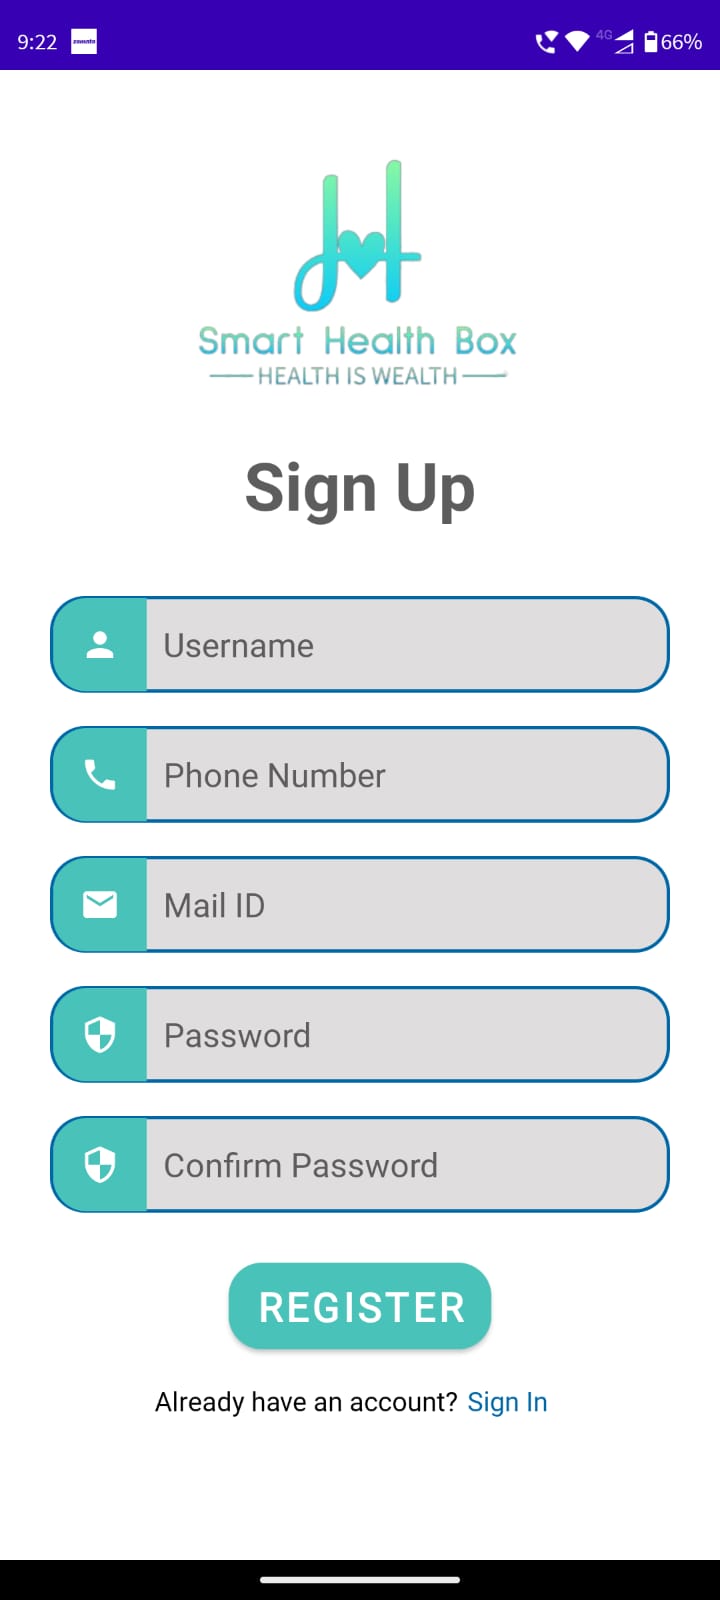 9:22
4G
66%
Smart Health Box
HEALTH IS WEALTH
Sign Up
Username
Phone Number
Mail ID
Password
Confirm Password
REGISTER
Already have an account? Sign In